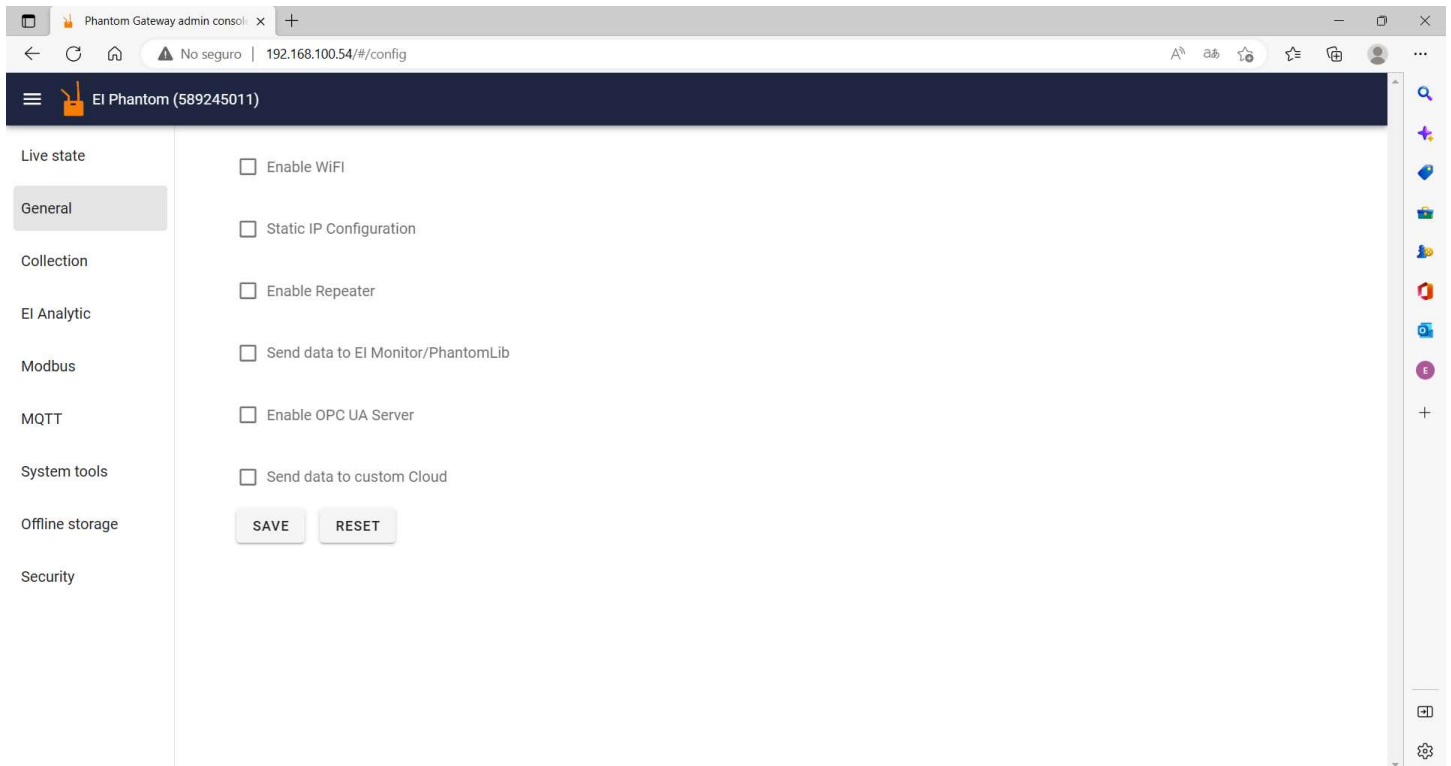 Phantom Gateway admin consol
No seguro | 192.168.100.54/#/config
EI Phantom (589245011)
Live state
General
Collection
EI Analytic
Modbus
MQTT
System tools
Offline storage
Security
Enable WiFI
Static IP Configuration
Enable Repeater
Send data to EI Monitor/PhantomLib
Enable OPC UA Server
Send data to custom Cloud
SAVE RESET
E